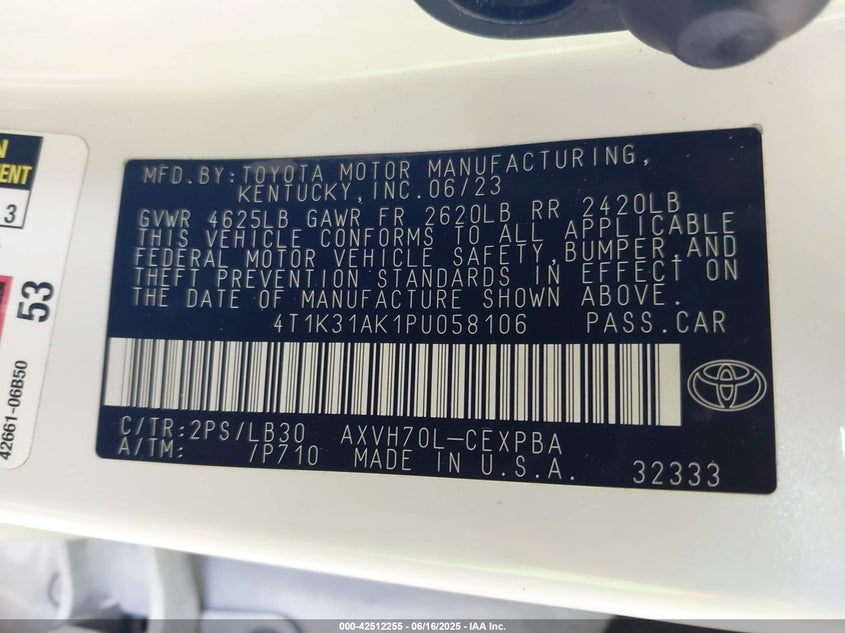 MFD.BY:TOYOTA MOTOR MANUFACTURING,
KENTUCKY,INC.06/23
GVWR 4625LB GAWR FR 2620LB RR 2420LB
THIS VEHICLE CONFORMS TO ALL APPLICABLE
FEDERAL MOTOR VEHICLE SAFETY,BUMPER,AND
THEFT PREVENTION STANDARDS IN EFFECT ON
THE DATE OF MANUFACTURE SHOWN ABOVE.
4T1K31AK1PU058106 PASS.CAR
C/TR:2PS/LB30 AXVH70L-CEXPBA
A/TM: /P710 MADE IN U.S.A. 32333
3
53
42661-06B50
000-42512255 - 06/16/2025 - IAA Inc.